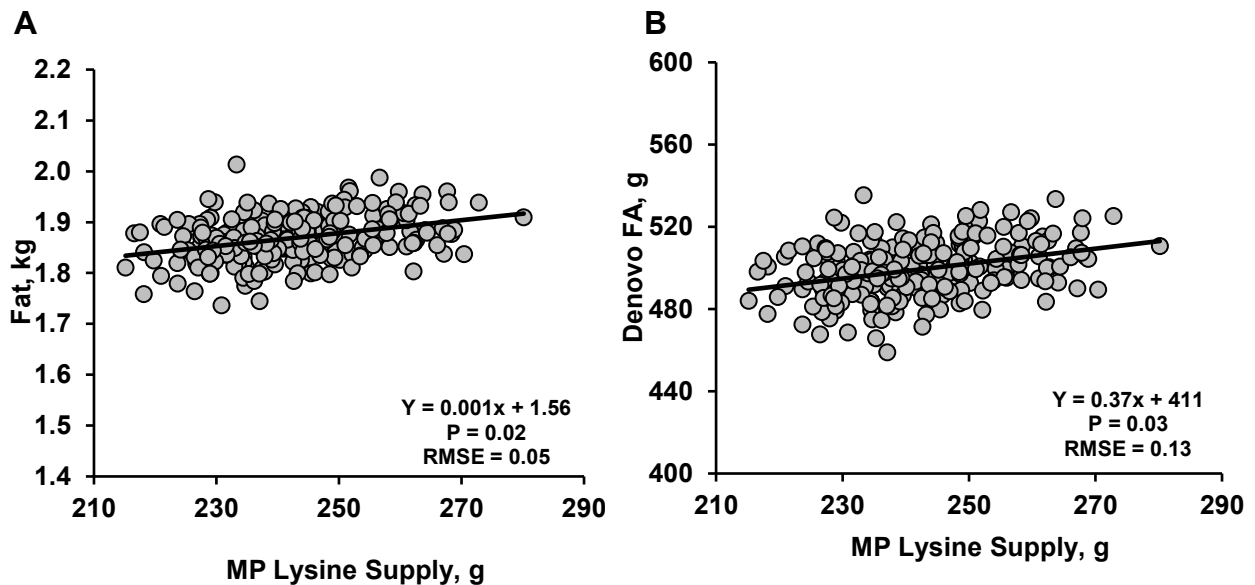 A
2.2
2.1
2.0
1.9
1.8
1.7
1.6
1.5
1.4
Fat, kg
Y = 0.001x + 1.56
P = 0.02
RMSE = 0.05
210 230 250 270 290
MP Lysine Supply, g
B
600
560
520
480
440
400
Denovo FA, g
Y = 0.37x + 411
P = 0.03
RMSE = 0.13
210 230 250 270 290
MP Lysine Supply, g